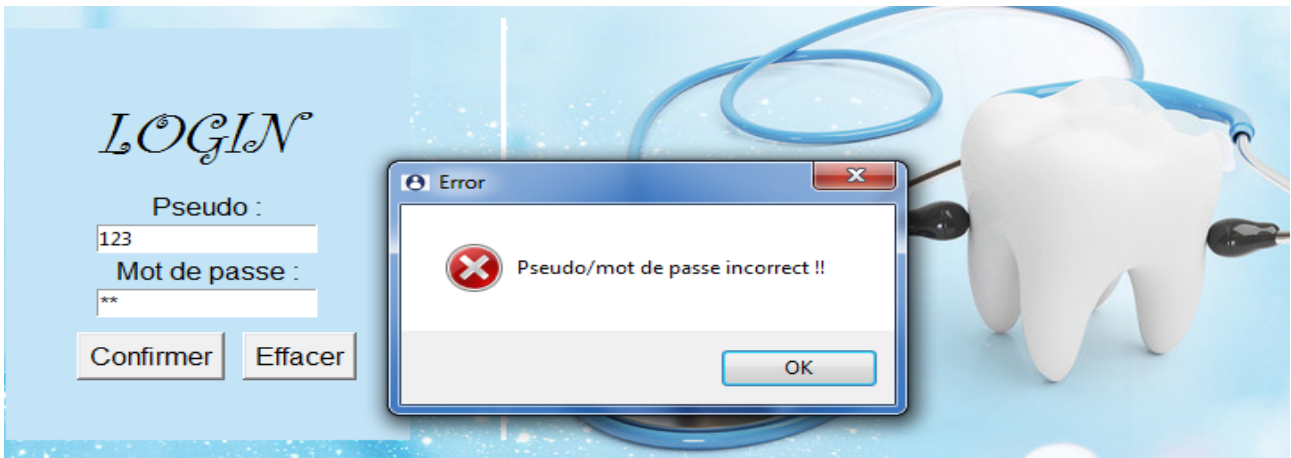 LOGIN
Pseudo :
123
Mot de passe :
**
Confirmer
Effacer
Error
Pseudo/mot de passe incorrect !!
OK